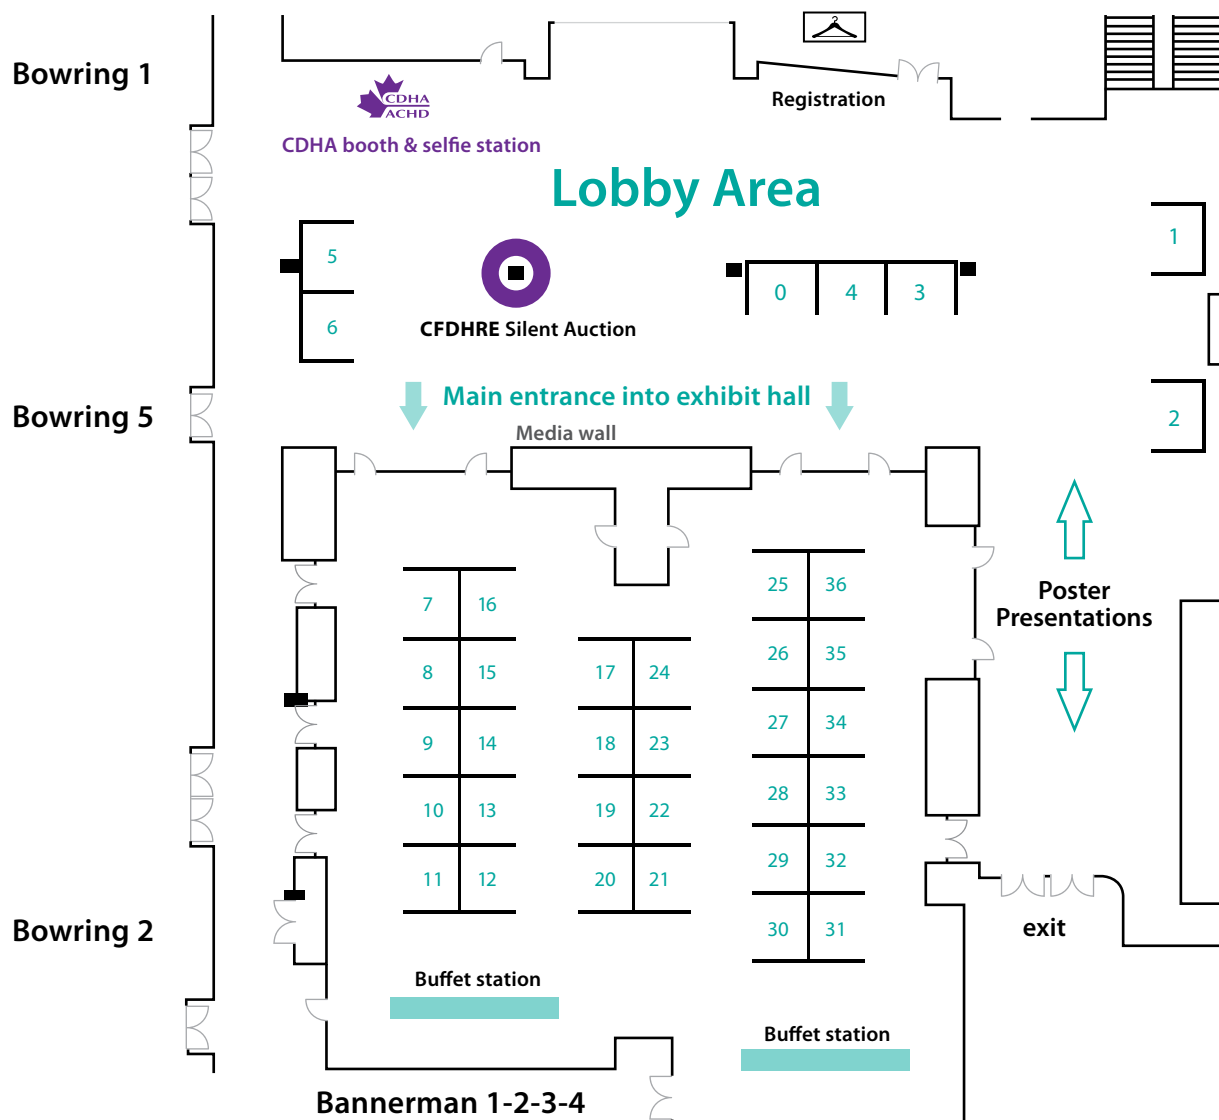 Bowring 1
CDHA
ACHD
CDHA booth & selfie station
Registration
Lobby Area
5
6
CFDHRE Silent Auction
0 4 3
1
2
Main entrance into exhibit hall
Bowring 5
Media wall
7 16
8 15
9 14
10 13
11 12
17 24
18 23
19 22
20 21
25 36
26 35
27 34
28 33
29 32
30 31
Poster
Presentations
exit
Bowring 2
Buffet station
Buffet station
Bannerman 1-2-3-4